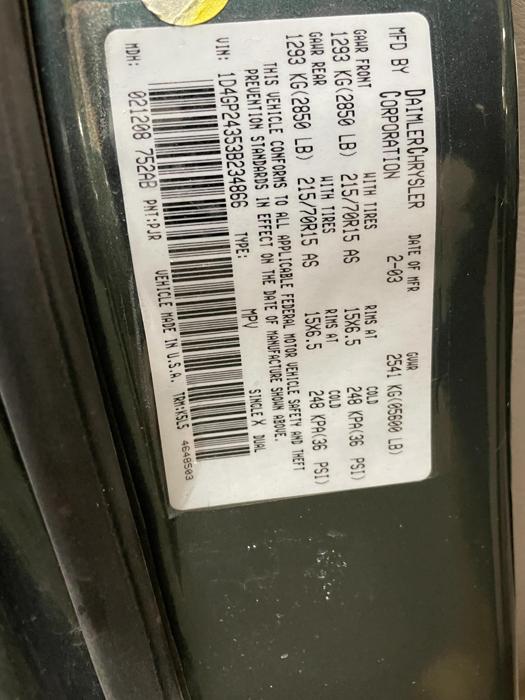 MFD BY DAIMLERCHRYSLER CORPORATION DATE OF MFR 2-03 GVWR 2541 KG(05600 LB)
GAWR FRONT WITH TIRES RIMS AT COLD
1293 KG(2850 LB) 215/70R15 AS 15X6.5 248 KPA(36 PSI)
GAWR REAR WITH TIRES RIMS AT COLD
1293 KG(2850 LB) 215/70R15 AS 15X6.5 248 KPA(36 PSI)
THIS VEHICLE CONFORMS TO ALL APPLICABLE FEDERAL MOTOR VEHICLE SAFETY AND THEFT
PREVENTION STANDARDS IN EFFECT ON THE DATE OF MANUFACTURE SHOWN ABOVE.
VIN: 1D4GP24353B234866 TYPE: MPV SINGLE X DUAL
MDH: 021208 752AB PNT:PJR VEHICLE MADE IN U.S.A. TRM:K5L5 4648503